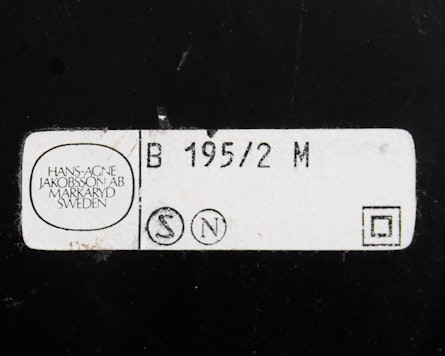 HANS-AGNE
JAKOBSSON AB
MARKARYD
SWEDEN
B 195/2 M
S N